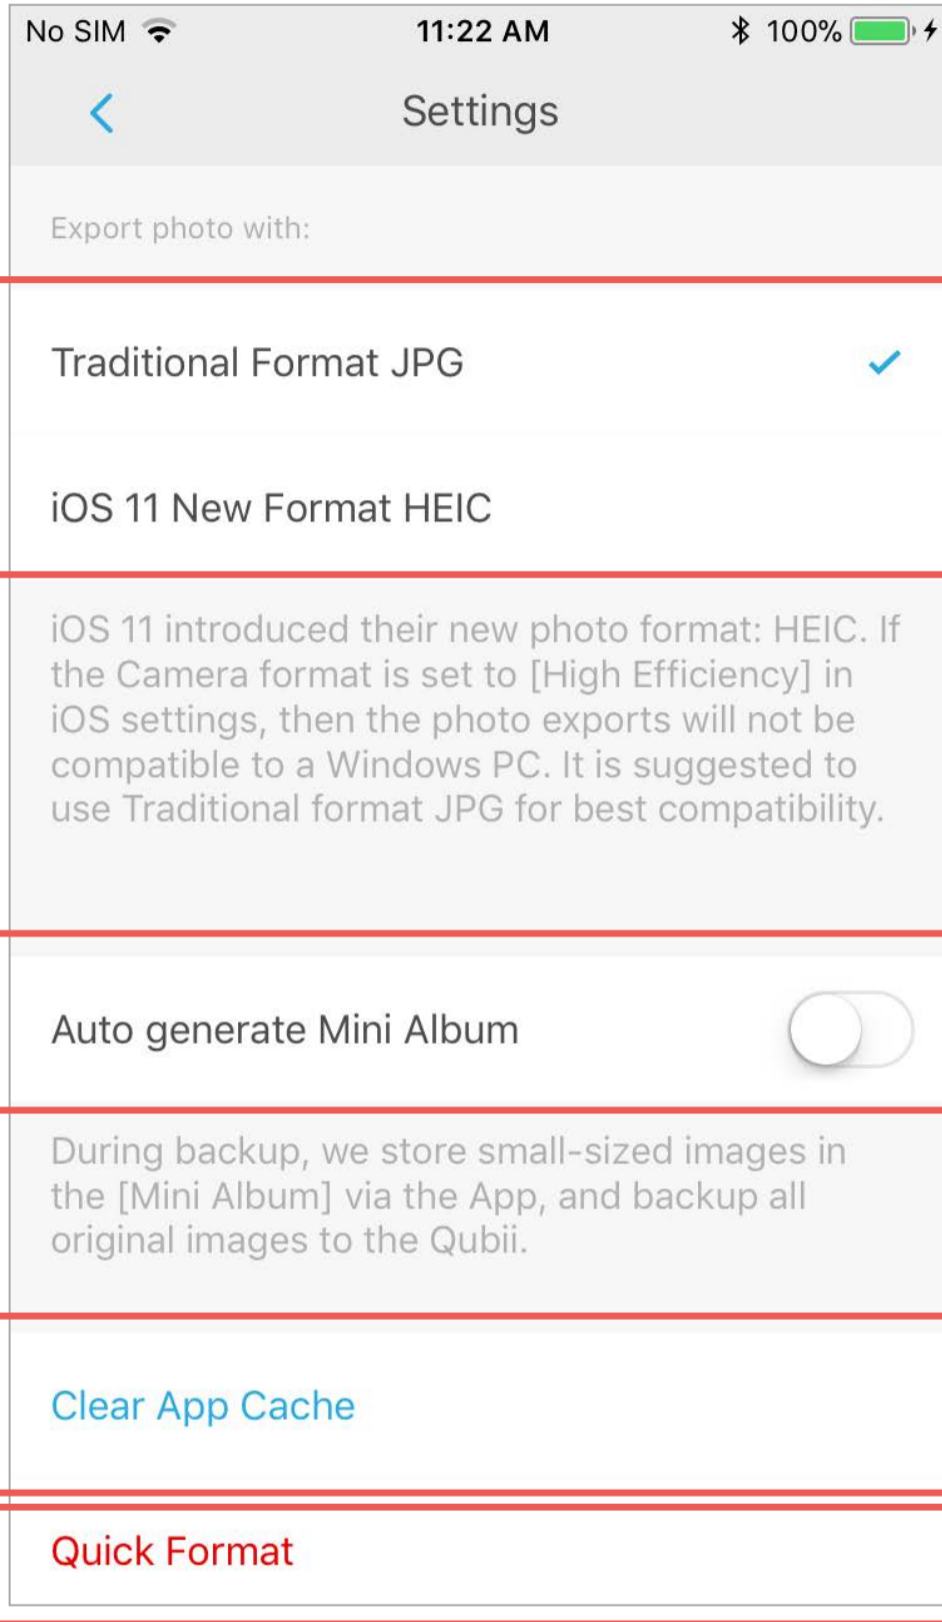 No SIM 11:22 AM 100%
Settings
Export photo with:
Traditional Format JPG
iOS 11 New Format HEIC
iOS 11 introduced their new photo format: HEIC. If
the Camera format is set to [High Efficiency] in
iOS settings, then the photo exports will not be
compatible to a Windows PC. It is suggested to
use Traditional format JPG for best compatibility.
Auto generate Mini Album
During backup, we store small-sized images in
the [Mini Album] via the App, and backup all
original images to the Qubii.
Clear App Cache
Quick Format